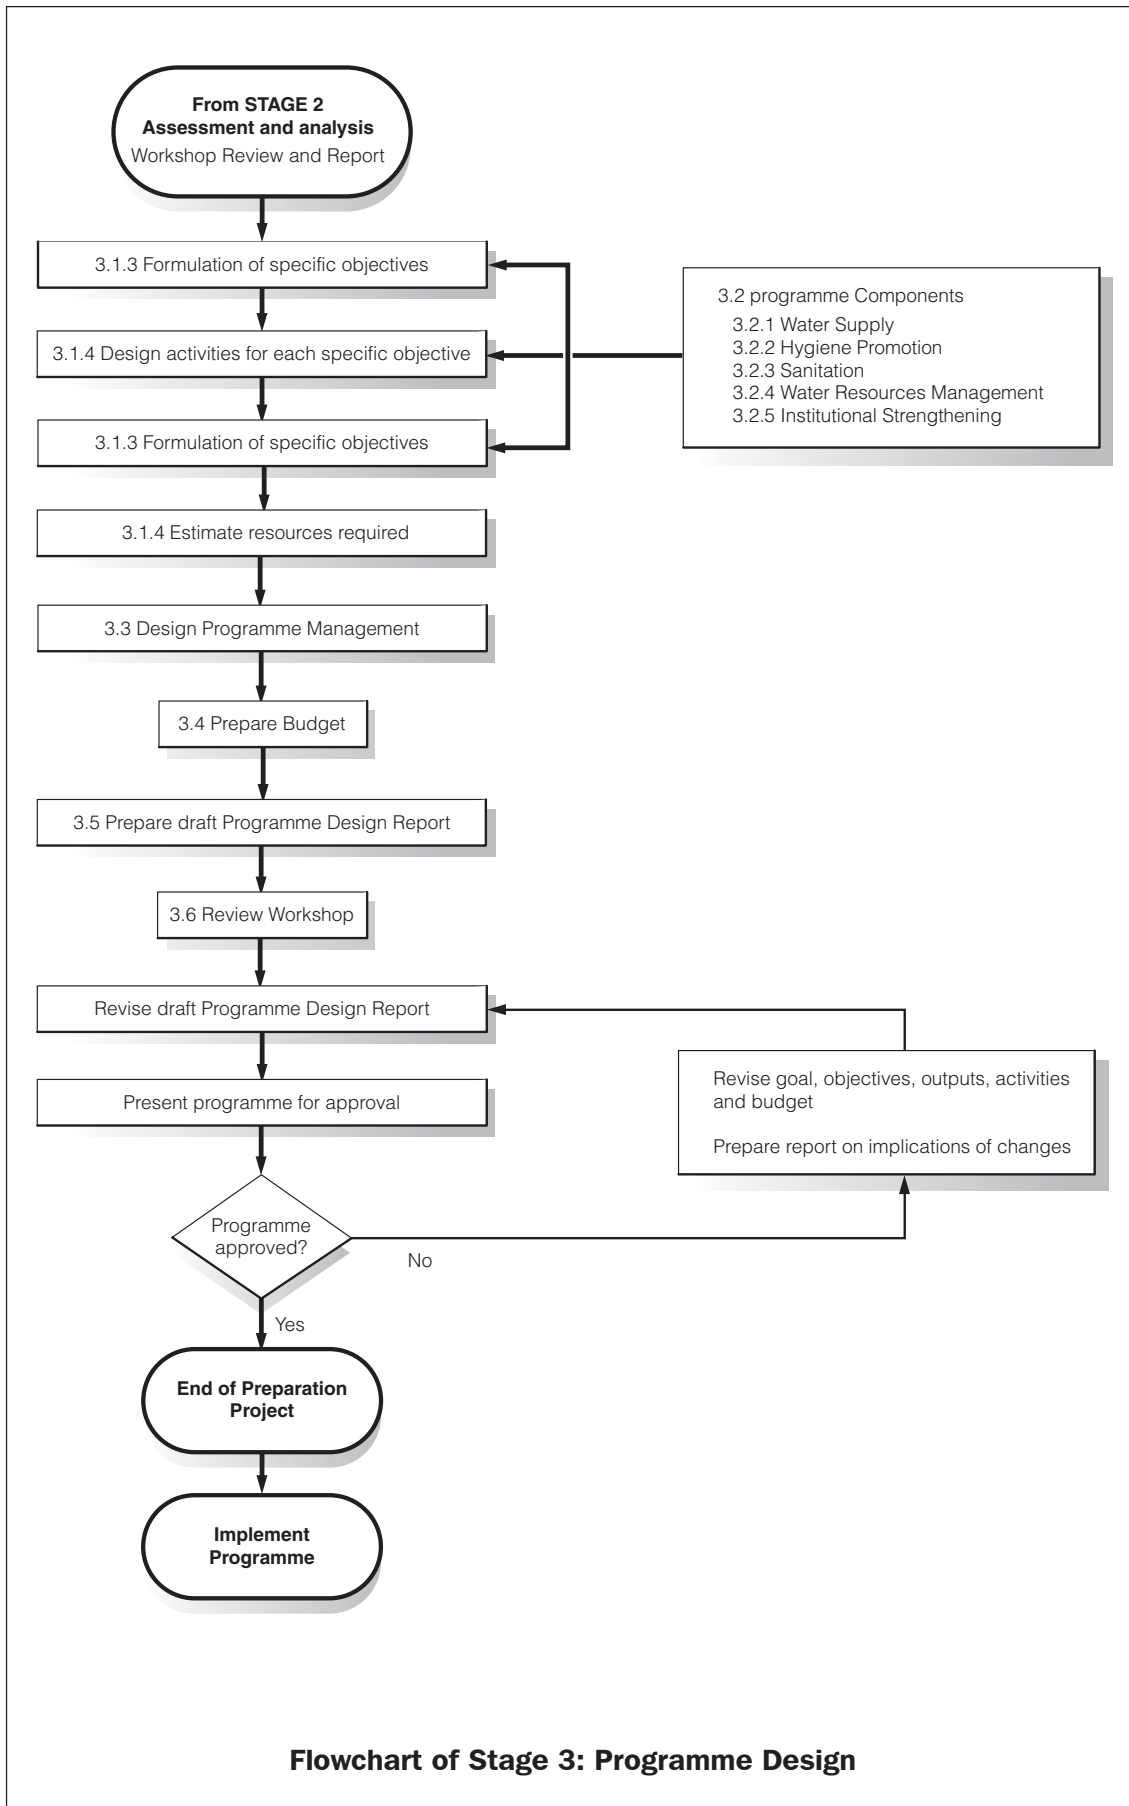 From STAGE 2
Assessment and analysis
Workshop Review and Report
3.1.3 Formulation of specific objectives
3.1.4 Design activities for each specific objective
3.1.3 Formulation of specific objectives
3.1.4 Estimate resources required
3.2 programme Components
3.2.1 Water Supply
3.2.2 Hygiene Promotion
3.2.3 Sanitation
3.2.4 Water Resources Management
3.2.5 Institutional Strengthening
3.3 Design Programme Management
3.4 Prepare Budget
3.5 Prepare draft Programme Design Report
3.6 Review Workshop
Revise draft Programme Design Report
Present programme for approval
Revise goal, objectives, outputs, activities
and budget
Prepare report on implications of changes
Programme
approved?
No
Yes
End of Preparation
Project
Implement
Programme
Flowchart of Stage 3: Programme Design